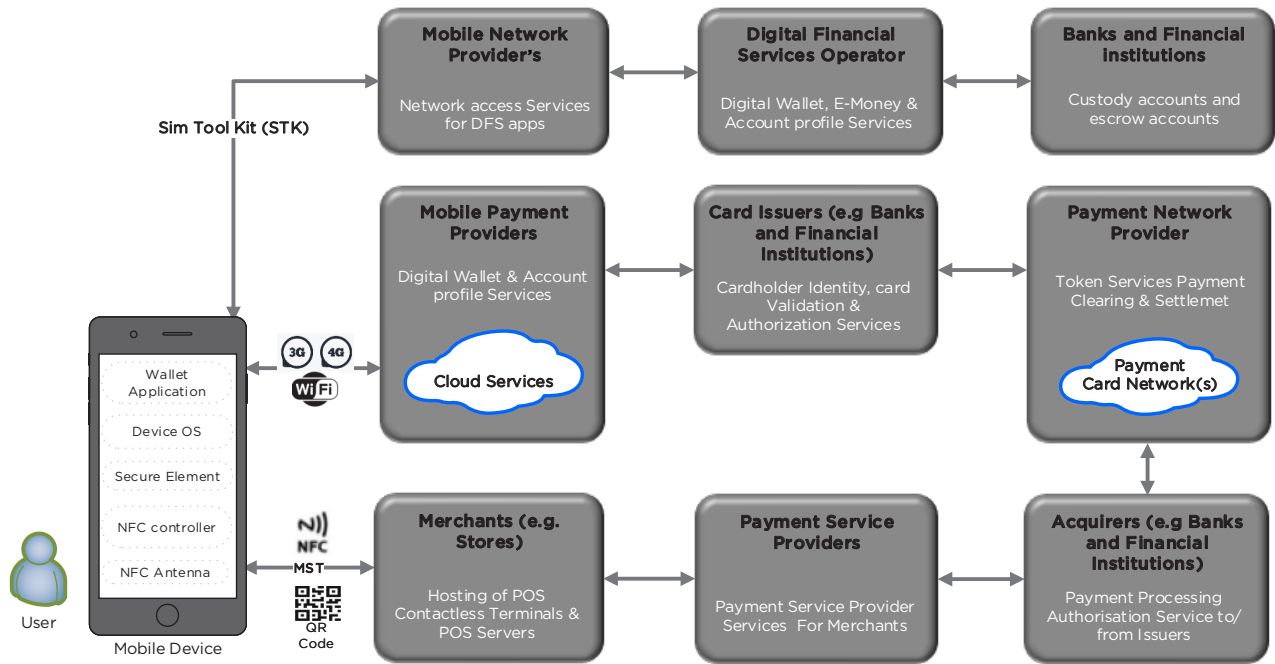 Mobile Network
Provider's
Network access Services
for DFS apps
Digital Financial
Services Operator
Digital Wallet, E-Money &
Account profile Services
Banks and Financial
institutions
Custody accounts and
escrow accounts
Sim Tool Kit (STK)
Mobile Payment
Providers
Digital Wallet & Account
profile Services
Cloud Services
Card Issuers (e.g Banks
and Financial
Institutions)
Cardholder Identity, card
Validation &
Authorization Services
Payment Network
Provider
Token Services Payment
Clearing & Settlemet
Payment
Card Network(s)
3G
4G
WiFi
Wallet
Application
Device OS
Secure Element
NFC controller
NFC Antenna
User
Mobile Device
NFC
MST
QR
Code
Merchants (e.g.
Stores)
Hosting of POS
Contactless Terminals &
POS Servers
Payment Service
Providers
Payment Service Provider
Services For Merchants
Acquirers (e.g Banks
and Financial
Institutions)
Payment Processing
Authorisation Service to/
from Issuers